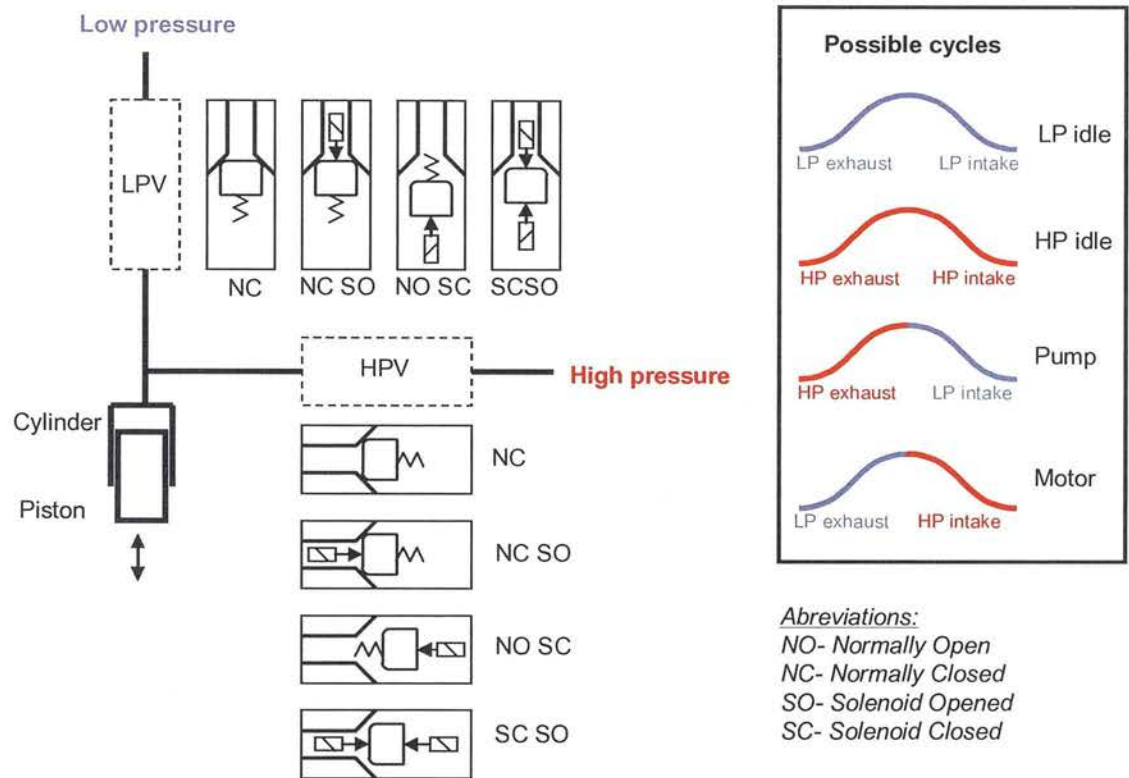 Low pressure
LPV
NC
NC SO
NO SC
SCSO
HPV
High pressure
Cylinder
Piston
NC
NC SO
NO SC
SC SO
Possible cycles
LP idle
LP exhaust
LP intake
HP idle
HP exhaust
HP intake
Pump
HP exhaust
LP intake
Motor
LP exhaust
HP intake
Abreviations:
NO- Normally Open
NC- Normally Closed
SO- Solenoid Opened
SC- Solenoid Closed